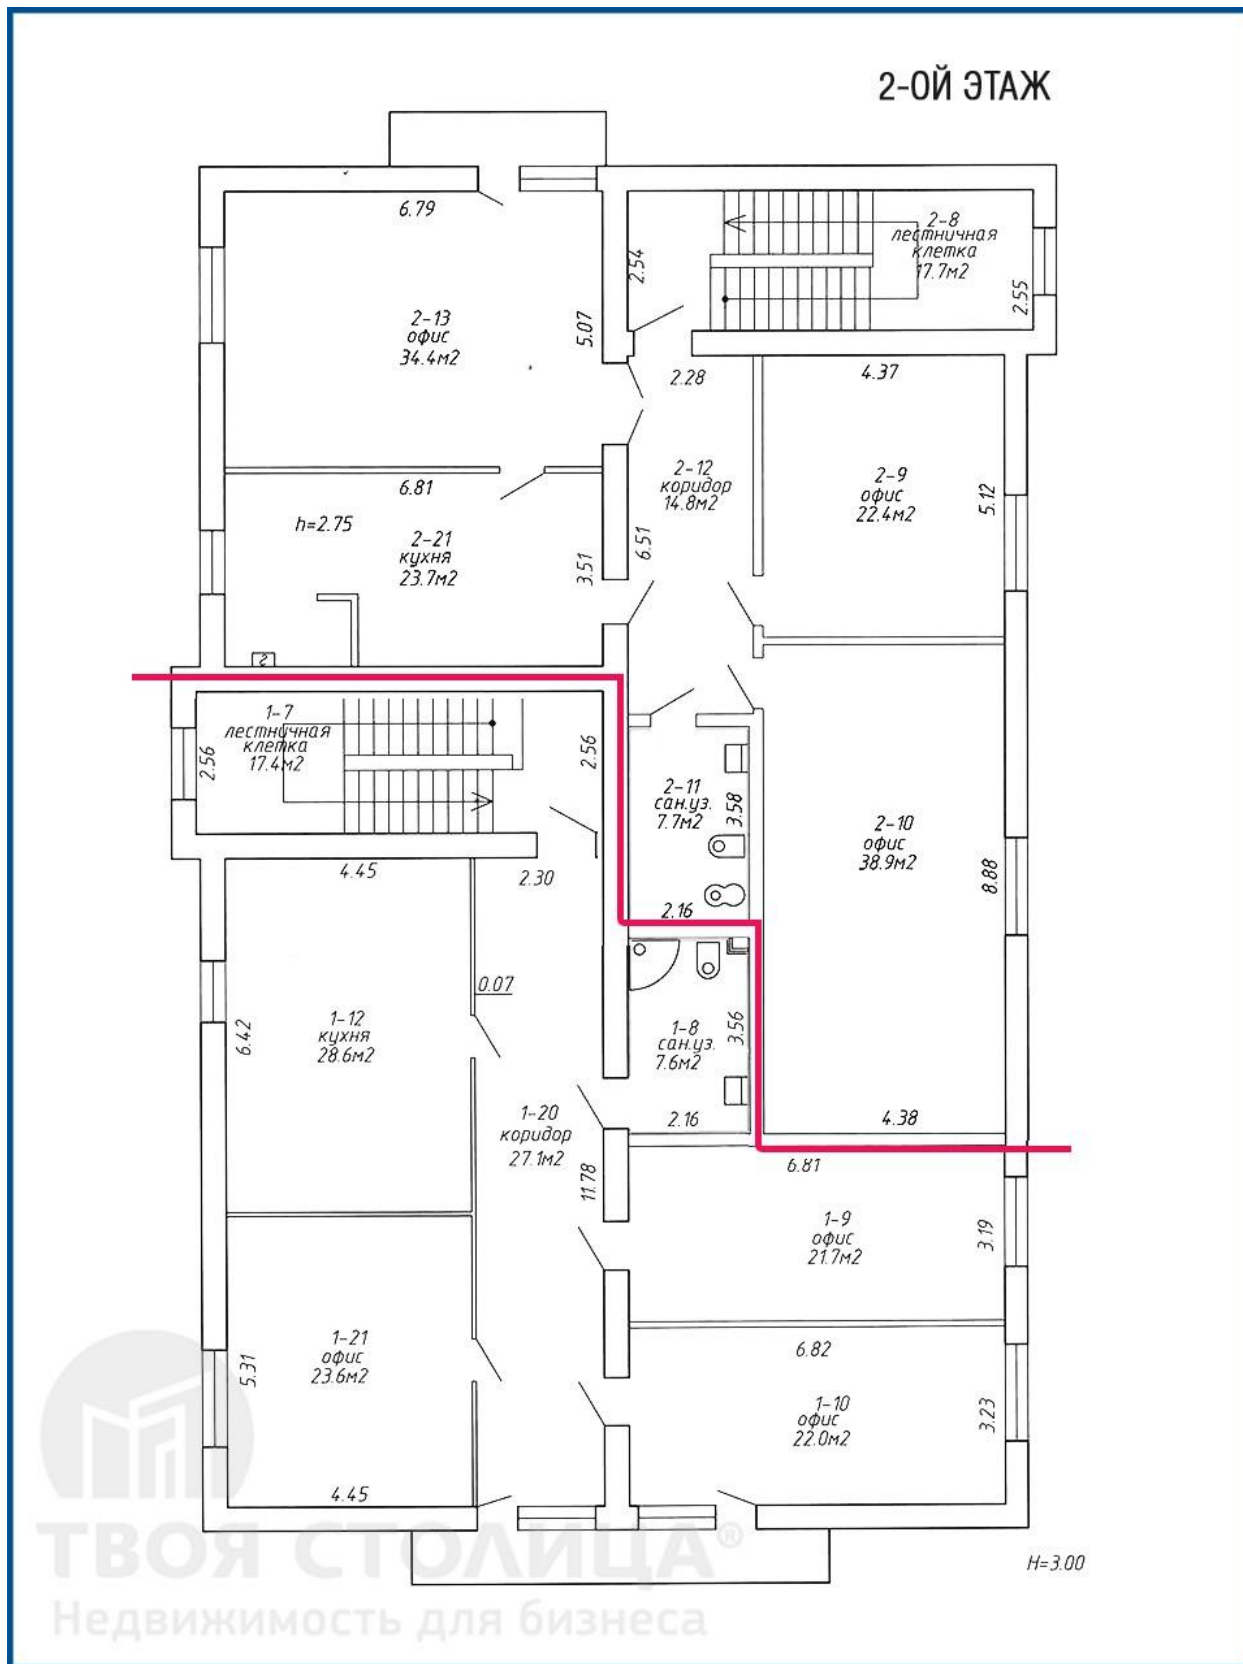 2-ОЙ ЭТАЖ
6.79
2-8
лестничная
клетка
17.7м2
2.54
2.55
2-13
офис
34.4м2
5.07
2.28
4.37
2-12
коридор
14.8м2
2-9
офис
22.4м2
5.12
6.81
h=2.75
2-21
кухня
23.7м2
3.51
6.51
г
1-7
лестничная
клетка
17.4м2
2.56
2.56
2-11
сан.уз.
7.7м2
3.58
2-10
офис
38.9м2
8.88
4.45
2.30
2.16
0.07
1-12
кухня
28.6м2
6.42
1-8
сан.уз.
7.6м2
3.56
2.16
4.38
1-20
коридор
27.1м2
11.78
6.81
1-9
офис
21.7м2
3.19
1-21
офис
23.6м2
5.31
6.82
1-10
офис
22.0м2
3.23
4.45
H=3.00
ТВОЯ СТОЛИЦА®
Недвижимость для бизнеса